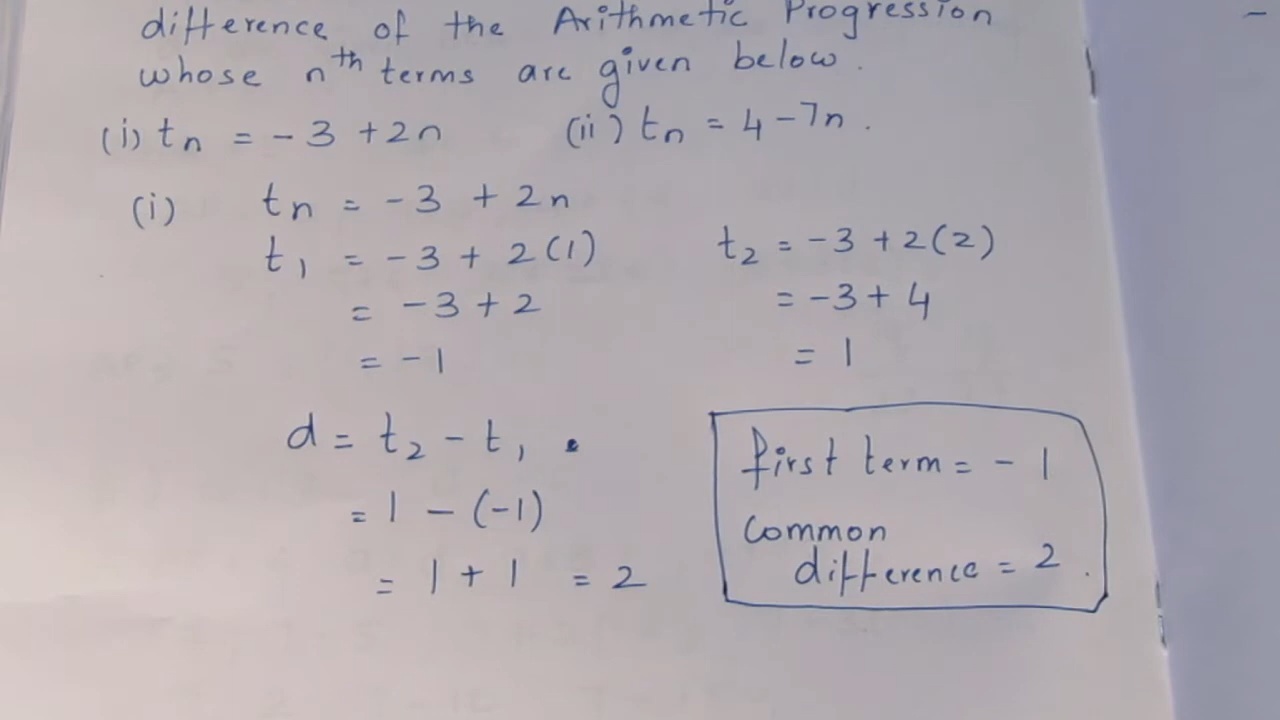 difference of the Arithmetic Progression
whose nth terms are given below.
(i) tn = -3 +2n (ii) tn = 4-7n.
(i) tn = -3 + 2n
t1 = -3 + 2(1) t2 = -3+2(2)
= -3+2 = -3+4
= -1 = 1
d = t2 - t1
= 1 - (-1)
= 1 + 1 = 2
first term = -1
common
difference = 2.